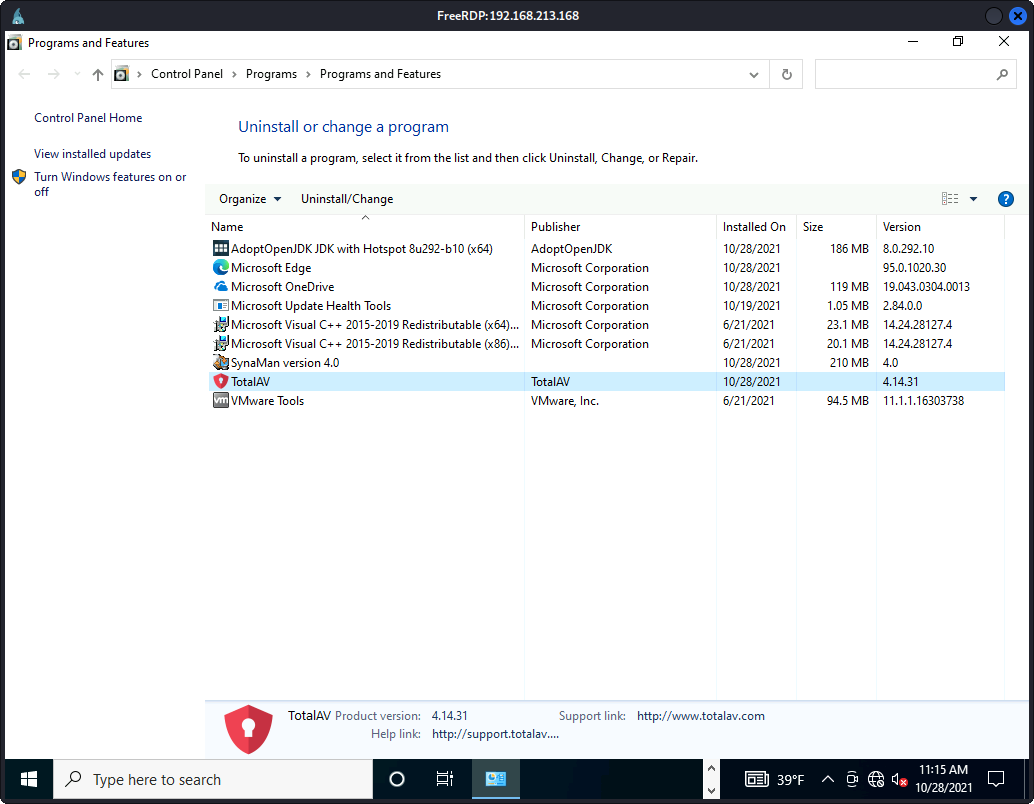 FreeRDP: 192.168.213.168
Programs and Features
Control Panel > Programs > Programs and Features
Control Panel Home
View installed updates
Turn Windows features on or
off
Uninstall or change a program
To uninstall a program, select it from the list and then click Uninstall, Change, or Repair.
Organize Uninstall/Change
Name Publisher Installed On Size Version
AdoptOpenJDK JDK with Hotspot 8u292-b10 (x64) AdoptOpenJDK 10/28/2021 186 MB 8.0.292.10
Microsoft Edge Microsoft Corporation 10/28/2021 95.0.1020.30
Microsoft OneDrive Microsoft Corporation 10/28/2021 119 MB 19.043.0304.0013
Microsoft Update Health Tools Microsoft Corporation 10/19/2021 1.05 MB 2.84.0.0
Microsoft Visual C++ 2015-2019 Redistributable (x64)... Microsoft Corporation 6/21/2021 23.1 MB 14.24.28127.4
Microsoft Visual C++ 2015-2019 Redistributable (x86)... Microsoft Corporation 6/21/2021 20.1 MB 14.24.28127.4
SynaMan version 4.0 10/28/2021 210 MB 4.0
TotalAV TotalAV 10/28/2021 4.14.31
vm VMware Tools VMware, Inc. 6/21/2021 94.5 MB 11.1.1.16303738
TotalAV Product version: 4.14.31 Support link: http://www.totalav.com
Help link: http://support.totalav....
Type here to search
39°F
11:15 AM
10/28/2021